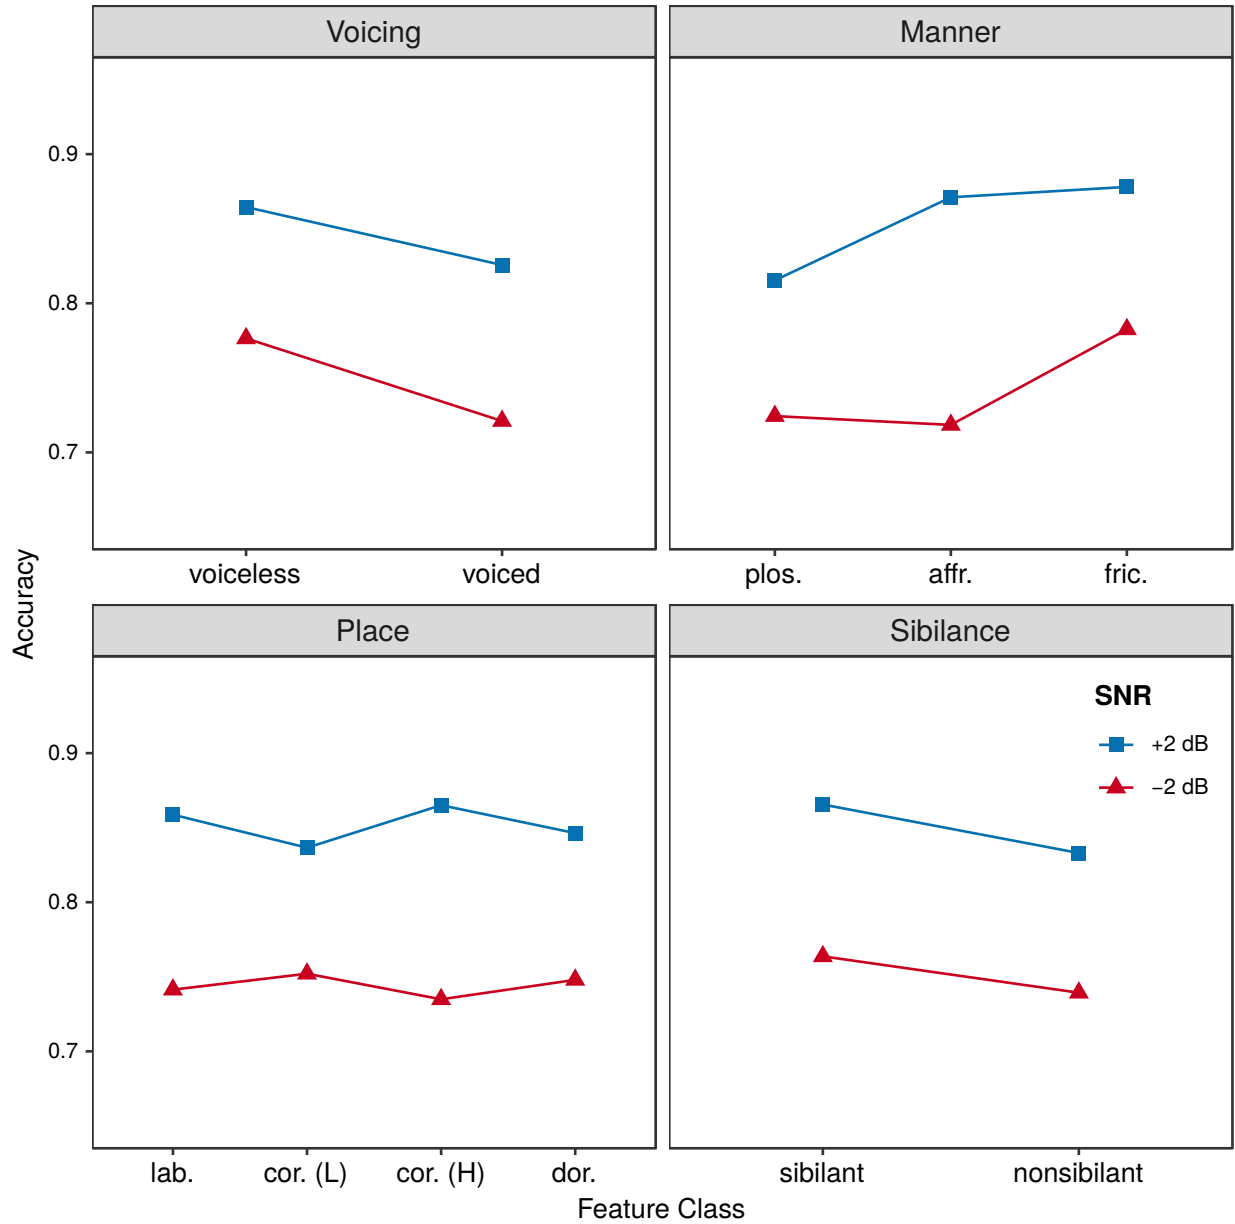 Voicing
Manner
0.9
0.8
0.7
voiceless voiced
plos. affr. fric.
Accuracy
Place
Sibilance
SNR
+2 dB
−2 dB
0.9
0.8
0.7
lab. cor. (L) cor. (H) dor.
sibilant nonsibilant
Feature Class